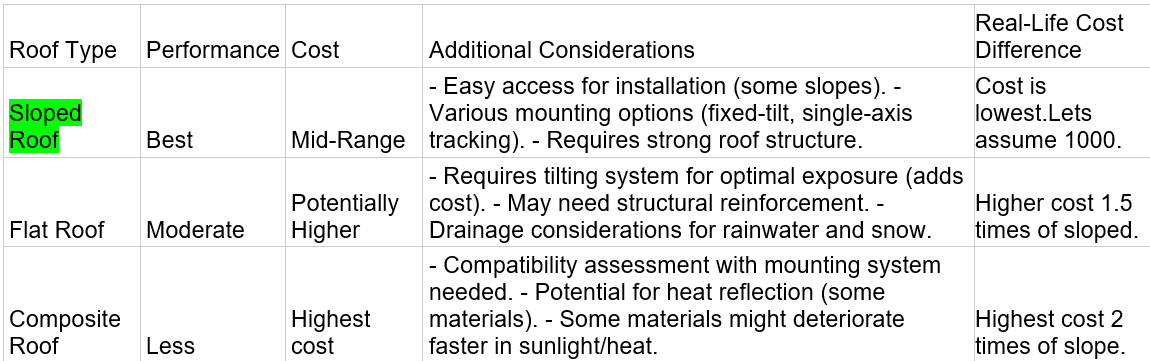 Roof Type Performance Cost Additional Considerations Real-Life Cost Difference
Sloped Roof Best Mid-Range - Easy access for installation (some slopes). - Various mounting options (fixed-tilt, single-axis tracking). - Requires strong roof structure. Cost is lowest.Lets assume 1000.
Flat Roof Moderate Potentially Higher - Requires tilting system for optimal exposure (adds cost). - May need structural reinforcement. - Drainage considerations for rainwater and snow. Higher cost 1.5 times of sloped.
Composite Roof Less Highest cost - Compatibility assessment with mounting system needed. - Potential for heat reflection (some materials). - Some materials might deteriorate faster in sunlight/heat. Highest cost 2 times of slope.